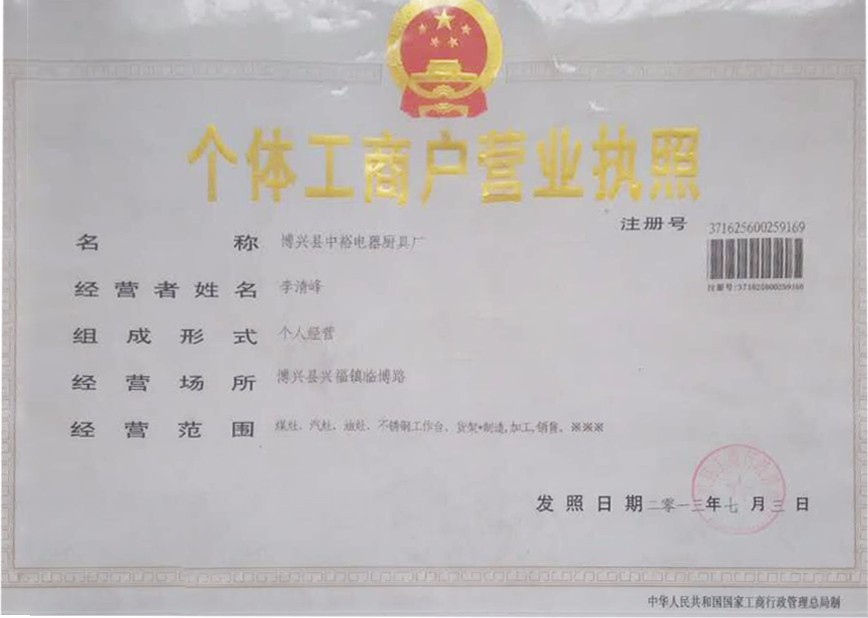 个体工商户营业执照
注册号 371625600259169
注册号:371625600259169
名称 博兴县中裕电器厨具厂
经营者姓名 李清峰
组成形式 个人经营
经营场所 博兴县兴福镇临博路
经营范围 煤灶、汽灶、油灶、不锈钢工作台、货架*制造,加工,销售。※※※
发照日期 二零一三年七月三日
中华人民共和国国家工商行政管理总局制